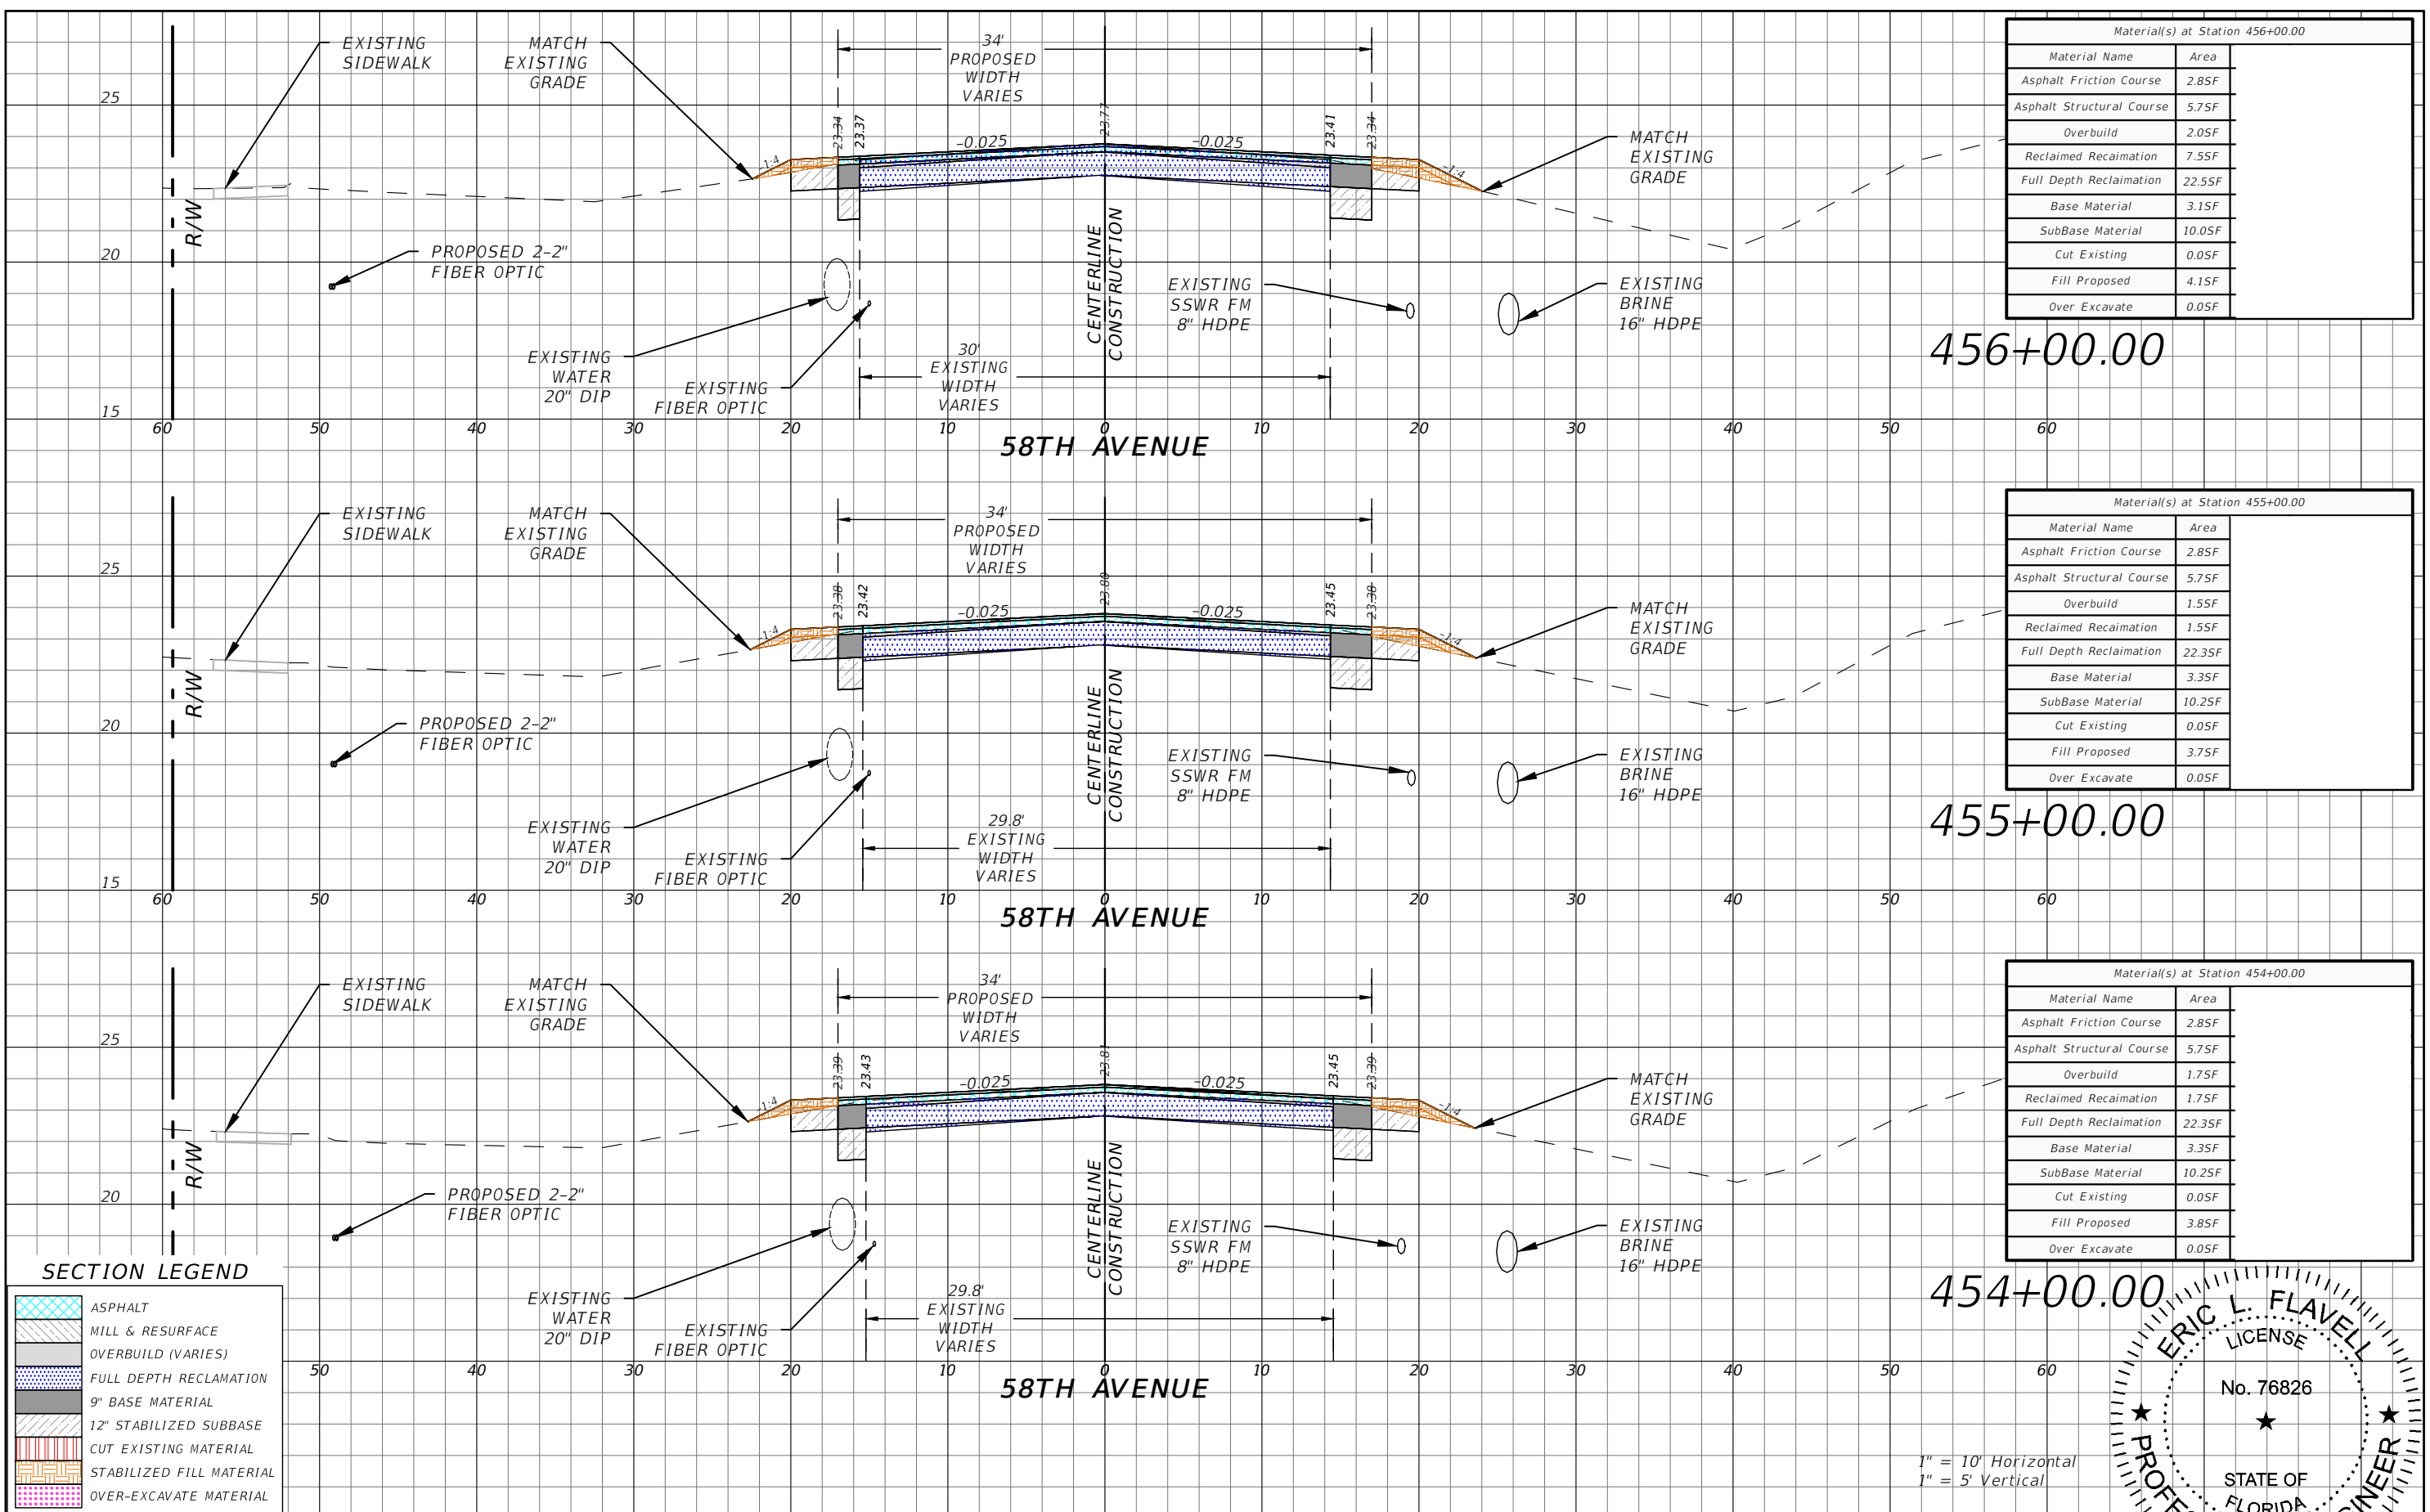 EXISTING
SIDEWALK
MATCH
EXISTING
GRADE
34'
PROPOSED
WIDTH
VARIES
23.34
23.37
23.77
23.41
23.34
-1:4
-0.025
-0.025
-1:4
MATCH
EXISTING
GRADE
25
20
15
R/W
PROPOSED 2-2"
FIBER OPTIC
EXISTING
WATER
20" DIP
EXISTING
FIBER OPTIC
30'
EXISTING
WIDTH
VARIES
CENTERLINE
CONSTRUCTION
EXISTING
SSWR FM
8" HDPE
EXISTING
BRINE
16" HDPE
60 50 40 30 20 10 0 10 20 30 40 50 60
58TH AVENUE
Material(s) at Station 456+00.00
Material Name Area
Asphalt Friction Course 2.8SF
Asphalt Structural Course 5.7SF
Overbuild 2.0SF
Reclaimed Recaimation 7.5SF
Full Depth Reclaimation 22.5SF
Base Material 3.1SF
SubBase Material 10.0SF
Cut Existing 0.0SF
Fill Proposed 4.1SF
Over Excavate 0.0SF
456+00.00
EXISTING
SIDEWALK
MATCH
EXISTING
GRADE
34'
PROPOSED
WIDTH
VARIES
23.38
23.42
23.80
23.45
23.38
-1:4
-0.025
-0.025
-1:4
MATCH
EXISTING
GRADE
25
20
15
R/W
PROPOSED 2-2"
FIBER OPTIC
EXISTING
WATER
20" DIP
EXISTING
FIBER OPTIC
29.8'
EXISTING
WIDTH
VARIES
CENTERLINE
CONSTRUCTION
EXISTING
SSWR FM
8" HDPE
EXISTING
BRINE
16" HDPE
60 50 40 30 20 10 0 10 20 30 40 50 60
58TH AVENUE
Material(s) at Station 455+00.00
Material Name Area
Asphalt Friction Course 2.8SF
Asphalt Structural Course 5.7SF
Overbuild 1.5SF
Reclaimed Recaimation 1.5SF
Full Depth Reclaimation 22.3SF
Base Material 3.3SF
SubBase Material 10.2SF
Cut Existing 0.0SF
Fill Proposed 3.7SF
Over Excavate 0.0SF
455+00.00
EXISTING
SIDEWALK
MATCH
EXISTING
GRADE
34'
PROPOSED
WIDTH
VARIES
23.39
23.43
23.81
23.45
23.39
-1:4
-0.025
-0.025
-1:4
MATCH
EXISTING
GRADE
25
20
R/W
PROPOSED 2-2"
FIBER OPTIC
EXISTING
WATER
20" DIP
EXISTING
FIBER OPTIC
29.8'
EXISTING
WIDTH
VARIES
CENTERLINE
CONSTRUCTION
EXISTING
SSWR FM
8" HDPE
EXISTING
BRINE
16" HDPE
50 40 30 20 10 0 10 20 30 40 50 60
58TH AVENUE
Material(s) at Station 454+00.00
Material Name Area
Asphalt Friction Course 2.8SF
Asphalt Structural Course 5.7SF
Overbuild 1.7SF
Reclaimed Recaimation 1.7SF
Full Depth Reclaimation 22.3SF
Base Material 3.3SF
SubBase Material 10.2SF
Cut Existing 0.0SF
Fill Proposed 3.8SF
Over Excavate 0.0SF
454+00.00
SECTION LEGEND
ASPHALT
MILL & RESURFACE
OVERBUILD (VARIES)
FULL DEPTH RECLAMATION
9" BASE MATERIAL
12" STABILIZED SUBBASE
CUT EXISTING MATERIAL
STABILIZED FILL MATERIAL
OVER-EXCAVATE MATERIAL
1" = 10' Horizontal
1" = 5' Vertical
ERIC L. FLAVELL
LICENSE
No. 76826
STATE OF
FLORIDA